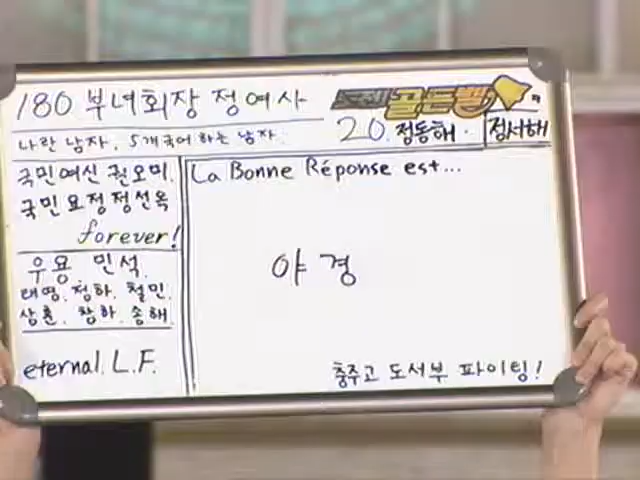 180 부녀회장 정여사
도전 골든벨
나란 남자, 5개국어 하는 남자.
20. 정동해. 정서해
국민여신 권오미.
국민요정정선옥
forever!
우용 민석.
태영. 정하. 철민.
상훈. 창하. 송해
eternal. L.F.
La Bonne Réponse est...
야경
충주고 도서부 파이팅!